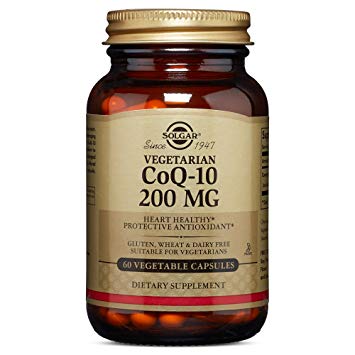 SOLGAR®
Since 1947
VEGETARIAN
CoQ-10
200 MG
HEART HEALTHY*
PROTECTIVE ANTIOXIDANT*
GLUTEN, WHEAT & DAIRY FREE
SUITABLE FOR VEGETARIANS
60 VEGETABLE CAPSULES
DIETARY SUPPLEMENT